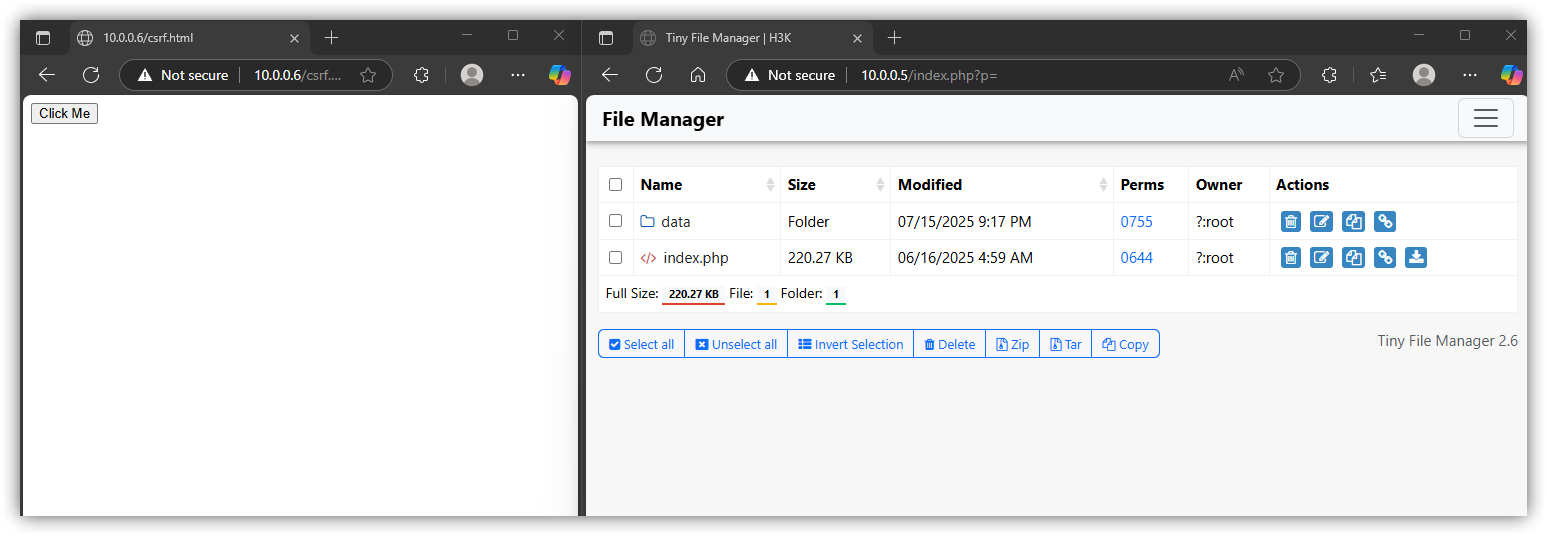 10.0.0.6/csrf.html
Not secure 10.0.0.6/csrf....
Click Me
Tiny File Manager | H3K
Not secure 10.0.0.5/index.php?p=
File Manager
Name Size Modified Perms Owner Actions
data Folder 07/15/2025 9:17 PM 0755 ?:root
index.php 220.27 KB 06/16/2025 4:59 AM 0644 ?:root
Full Size: 220.27 KB File: 1 Folder: 1
Select all Unselect all Invert Selection Delete Zip Tar Copy
Tiny File Manager 2.6